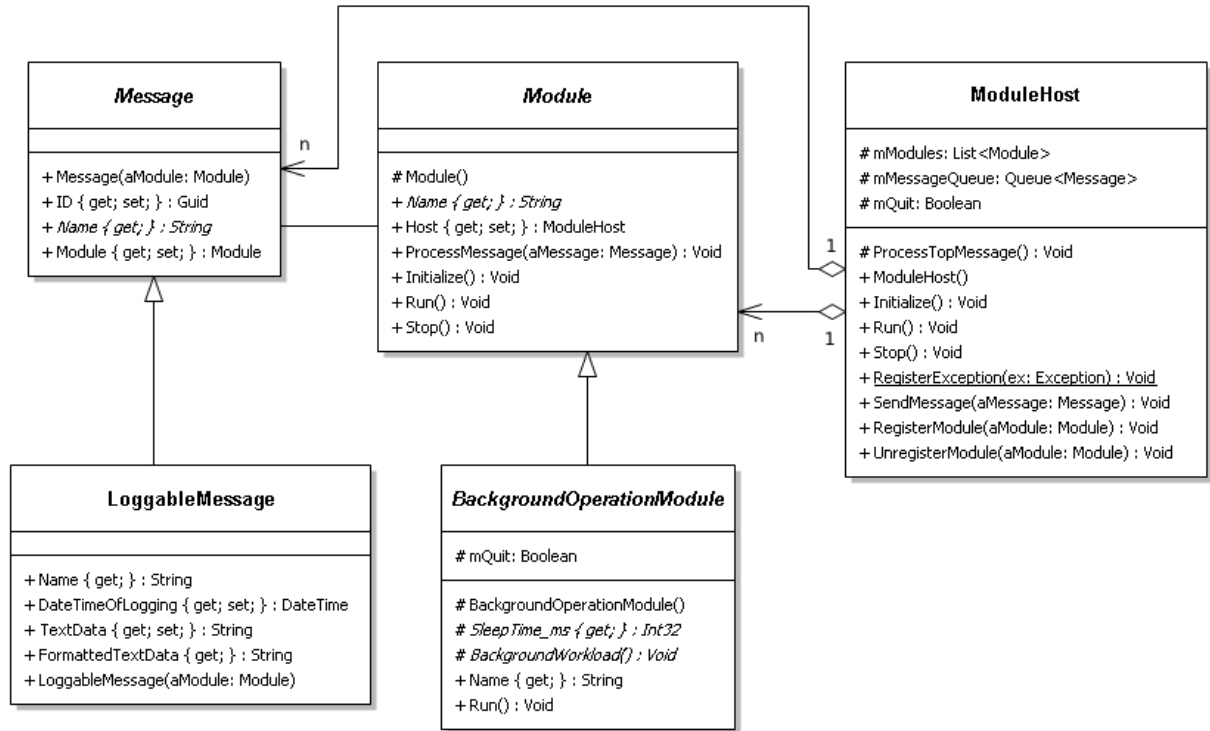 Message
+ Message(aModule: Module)
+ ID { get; set; } : Guid
+ Name { get; } : String
+ Module { get; set; } : Module
n
Module
# Module()
+ Name { get; } : String
+ Host { get; set; } : ModuleHost
+ ProcessMessage(aMessage: Message) : Void
+ Initialize() : Void
+ Run() : Void
+ Stop() : Void
n
1
1
ModuleHost
# mModules: List<Module>
# mMessageQueue: Queue<Message>
# mQuit: Boolean
# ProcessTopMessage() : Void
+ ModuleHost()
+ Initialize() : Void
+ Run() : Void
+ Stop() : Void
+ RegisterException(ex: Exception) : Void
+ SendMessage(aMessage: Message) : Void
+ RegisterModule(aModule: Module) : Void
+ UnregisterModule(aModule: Module) : Void
LoggableMessage
+ Name { get; } : String
+ DateTimeOfLogging { get; set; } : DateTime
+ TextData { get; set; } : String
+ FormattedTextData { get; } : String
+ LoggableMessage(aModule: Module)
BackgroundOperationModule
# mQuit: Boolean
# BackgroundOperationModule()
# SleepTime_ms { get; } : Int32
# BackgroundWorkload() : Void
+ Name { get; } : String
+ Run() : Void